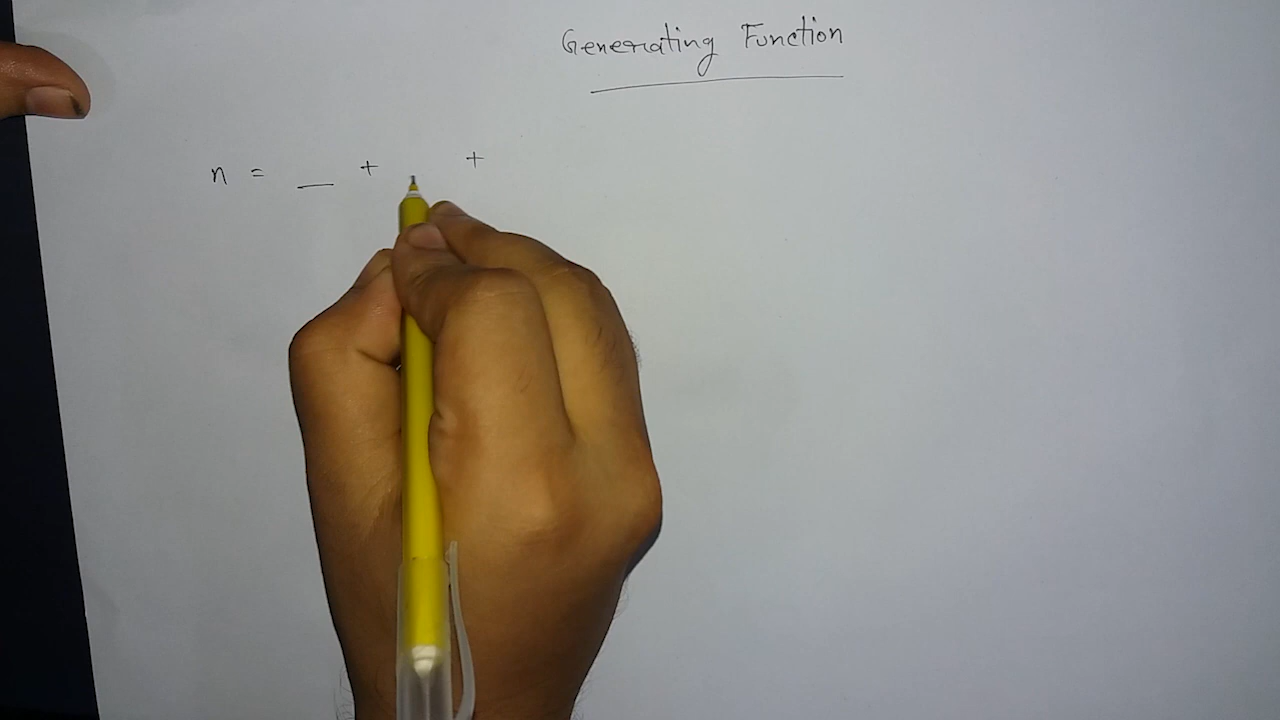 Generating Function
n = _ + +